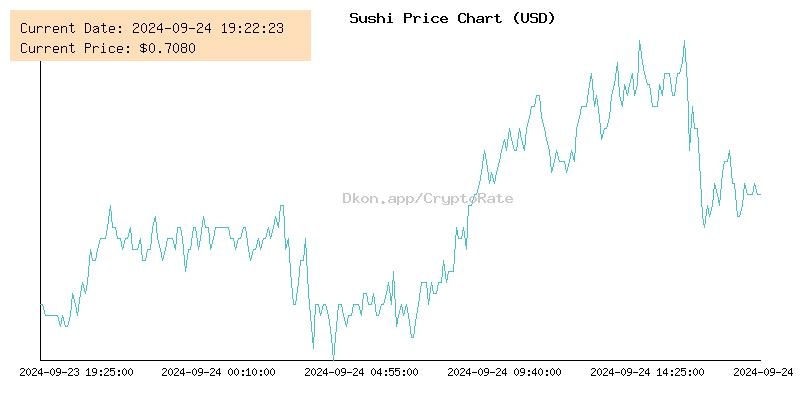 Sushi Price Chart (USD)
Current Date: 2024-09-24 19:22:23
Current Price: $0.7080
Dkon.app/CryptoRate
2024-09-23 19:25:00 2024-09-24 00:10:00 2024-09-24 04:55:00 2024-09-24 09:40:00 2024-09-24 14:25:00 2024-09-24